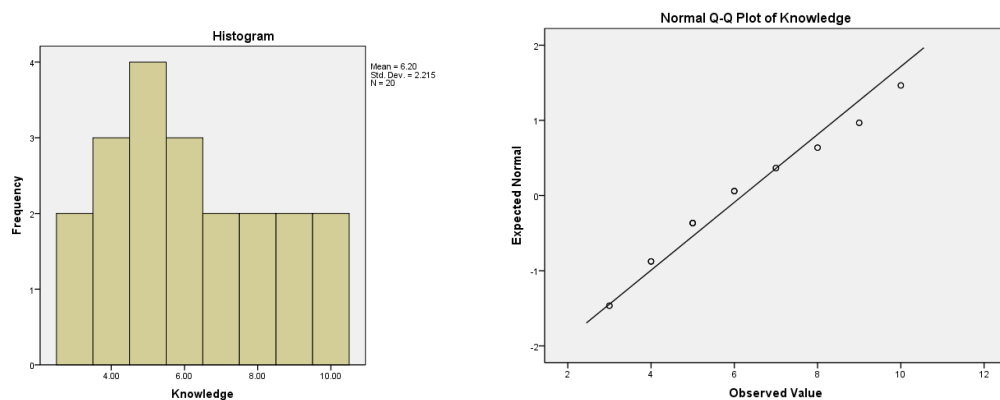 Histogram
Mean = 6.20
Std. Dev. = 2.215
N = 20
4
3
2
1
0
Frequency
4.00 6.00 8.00 10.00
Knowledge
Normal Q-Q Plot of Knowledge
2
1
0
-1
-2
Expected Normal
2 4 6 8 10 12
Observed Value